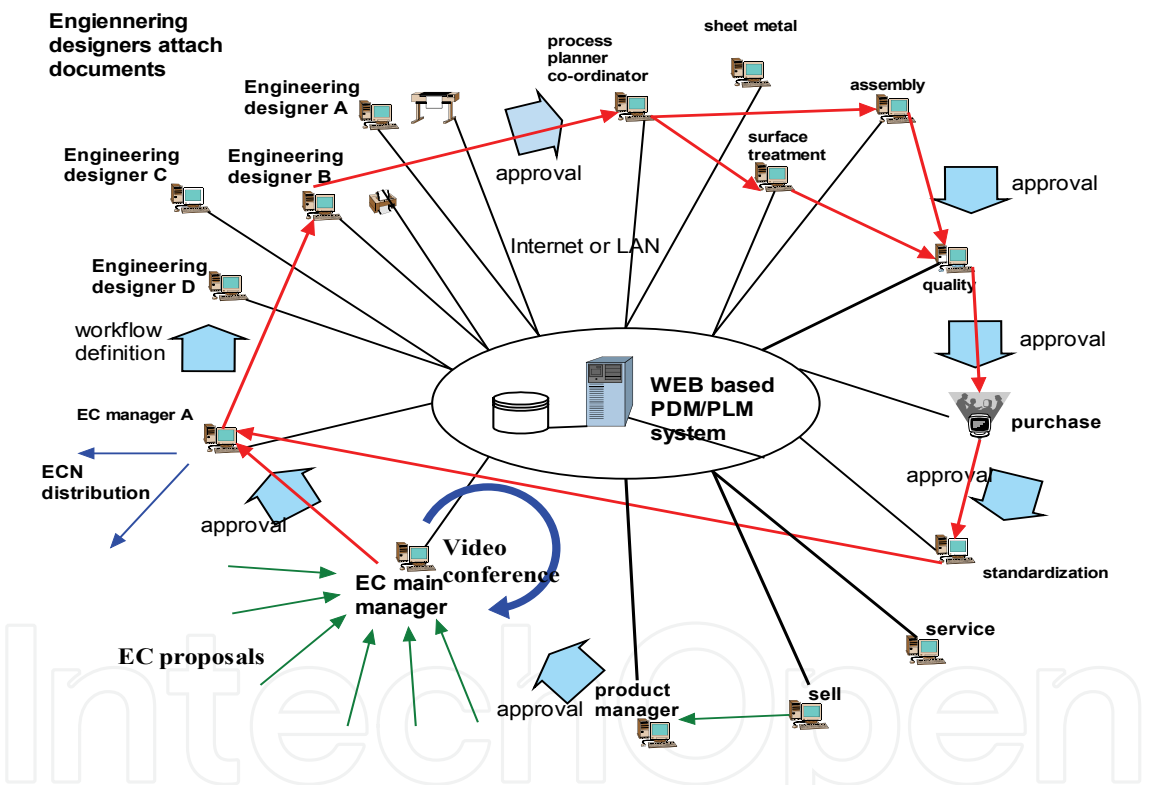 Engiennering
designers attach
documents
sheet metal
process
planner
co-ordinator
Engineering
designer A
assembly
Engineering
designer C
Engineering
designer B
approval
surface
treatment
approval
Internet or LAN
Engineering
designer D
quality
workflow
definition
approval
WEB based
PDM/PLM
system
EC manager A
purchase
ECN
distribution
approval
approval
Video
conference
EC main
manager
standardization
EC proposals
service
approval
product
manager
sell
IntechOpen